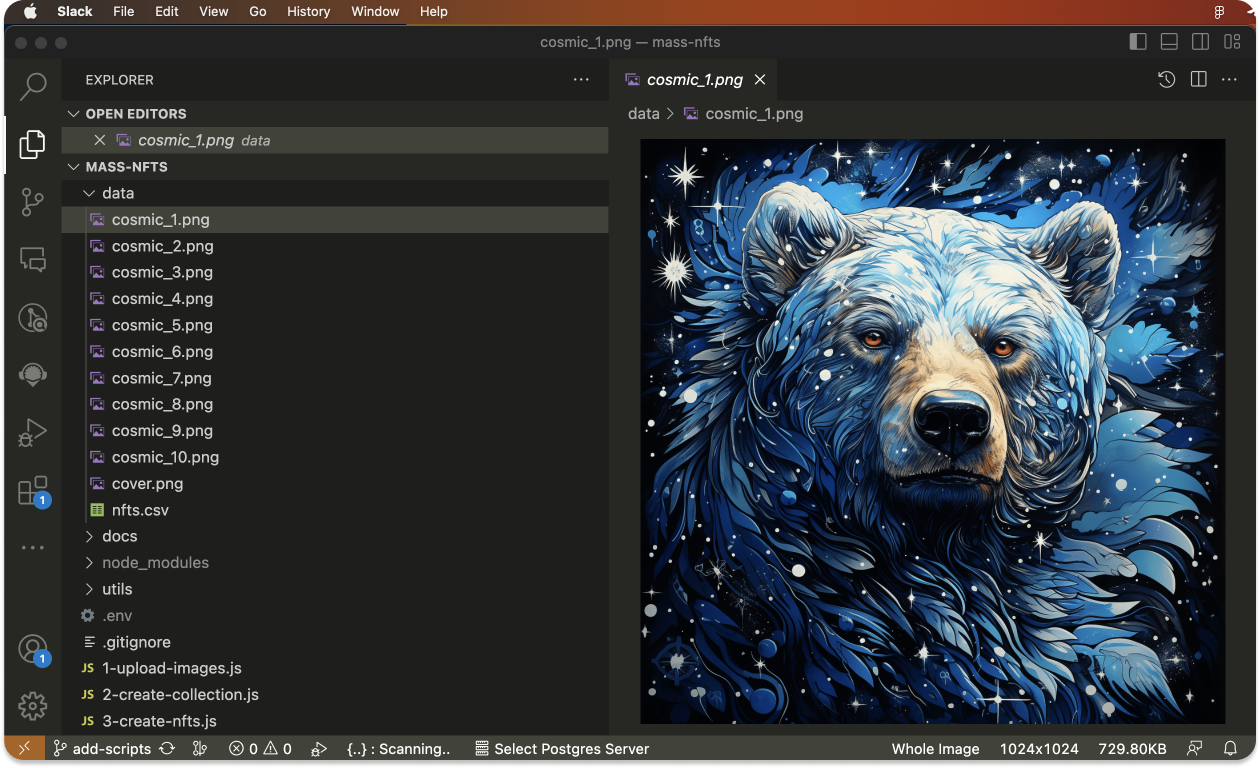 Slack File Edit View Go History Window Help
cosmic_1.png — mass-nfts
EXPLORER
OPEN EDITORS
cosmic_1.png data
MASS-NFTS
data
cosmic_1.png
cosmic_2.png
cosmic_3.png
cosmic_4.png
cosmic_5.png
cosmic_6.png
cosmic_7.png
cosmic_8.png
cosmic_9.png
cosmic_10.png
cover.png
nfts.csv
docs
node_modules
utils
.env
.gitignore
JS 1-upload-images.js
JS 2-create-collection.js
JS 3-create-nfts.js
1
1
cosmic_1.png
data > cosmic_1.png
add-scripts 0 0 {..} : Scanning.. Select Postgres Server Whole Image 1024x1024 729.80KB